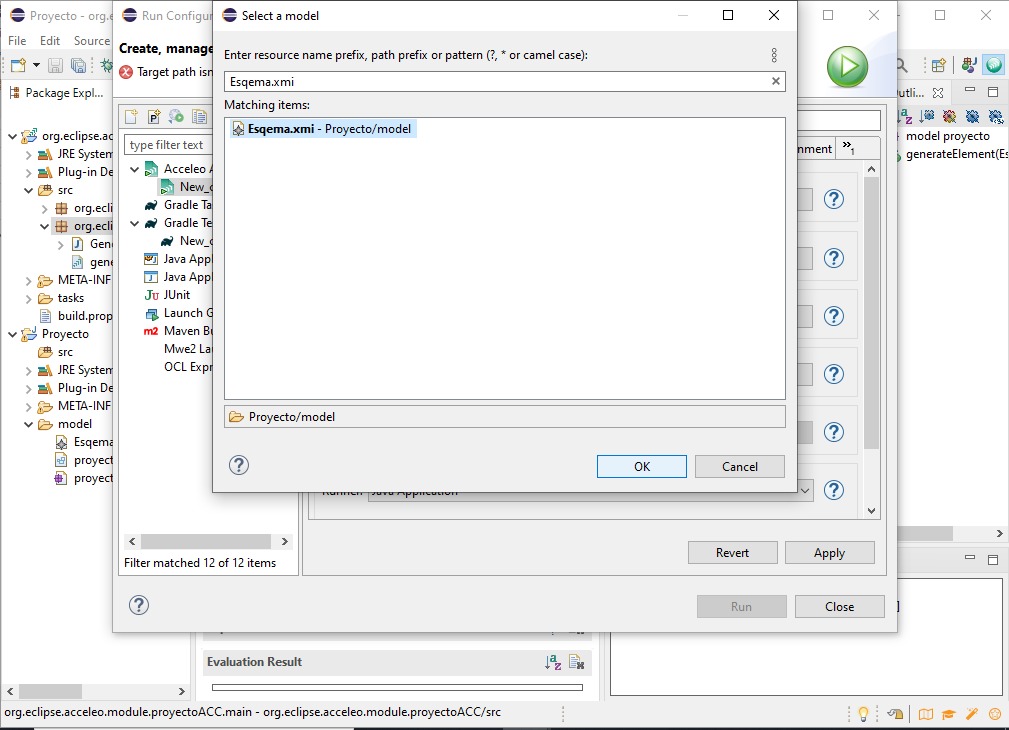 Proyecto - org.e
Run Configur
Select a model
File Edit Source
Create, manage
Target path isn
Enter resource name prefix, path prefix or pattern (?, * or camel case):
Esqema.xmi
Matching items:
Esqema.xmi - Proyecto/model
Package Expl...
type filter text
Acceleo A
New_c
Gradle Ta
Gradle Te
New_c
Java Appl
Java Appl
JUnit
Launch G
Maven Bu
Mwe2 Lau
OCL Expr
Filter matched 12 of 12 items
org.eclipse.ac
JRE System
Plug-in De
src
org.ecli
org.ecli
Gene
gene
META-INF
tasks
build.prop
Proyecto
src
JRE System
Plug-in De
META-INF
model
Esqema
proyect
proyect
nment
»1
utli...
model proyecto
generateElement(Es
Proyecto/model
OK Cancel
Runner: Java Application
Revert Apply
Run Close
Evaluation Result
org.eclipse.acceleo.module.proyectoACC.main - org.eclipse.acceleo.module.proyectoACC/src